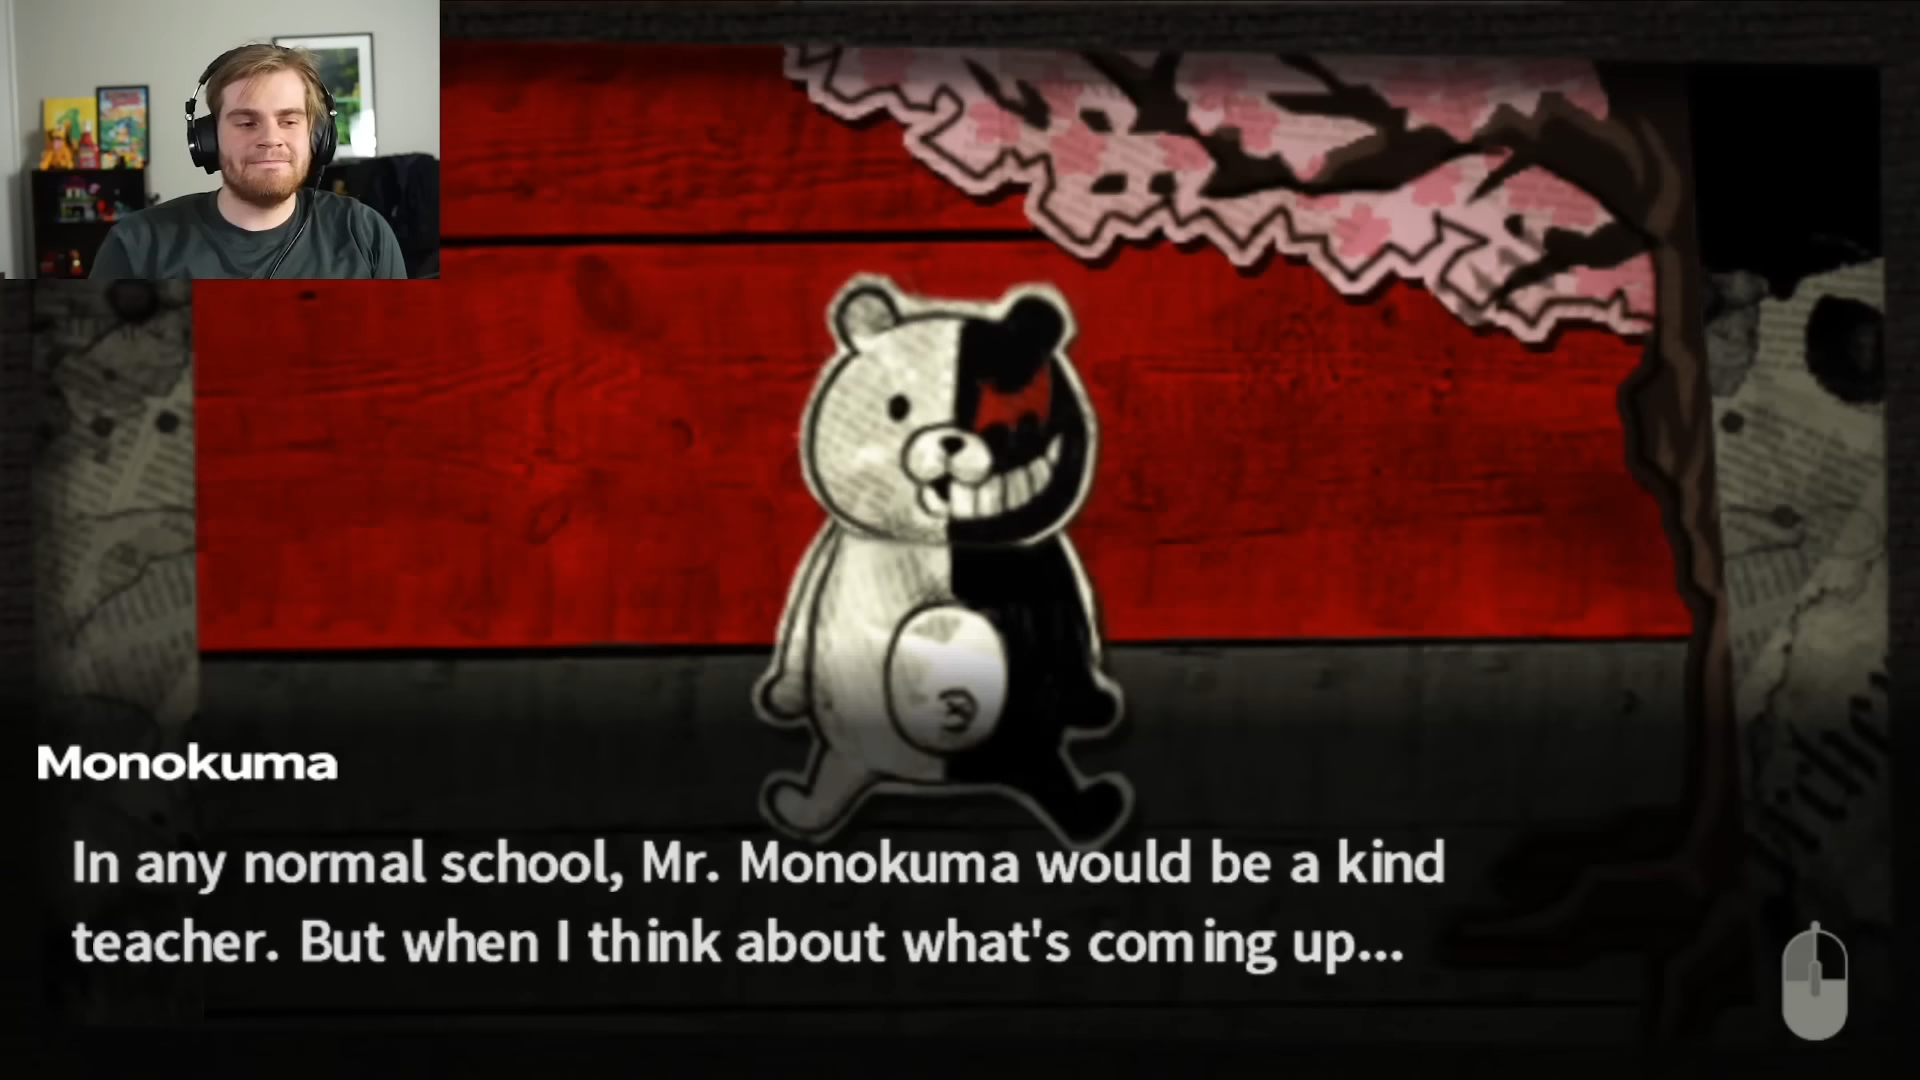 Monokuma
In any normal school, Mr. Monokuma would be a kind
teacher. But when I think about what's coming up...